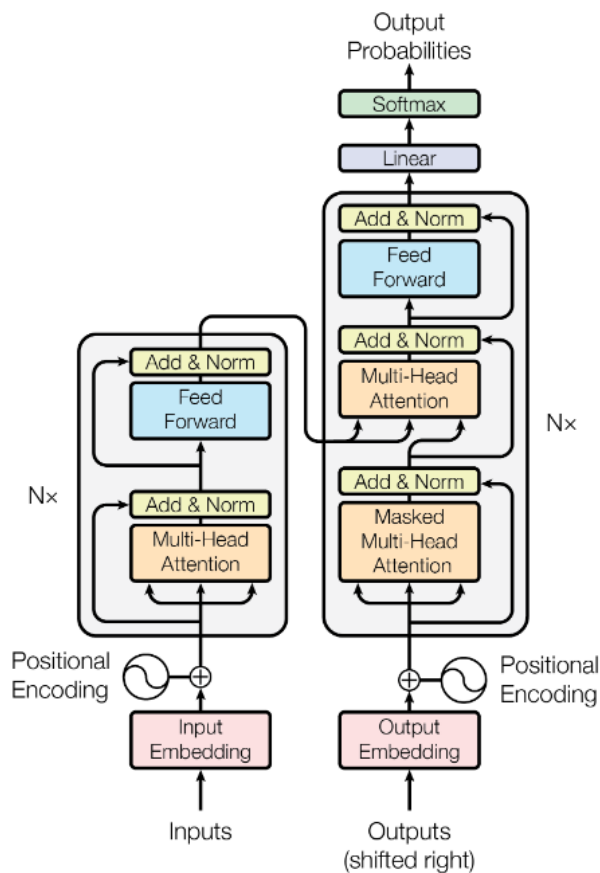 Output
Probabilities
Softmax
Linear
Add & Norm
Feed
Forward
Add & Norm
Multi-Head
Attention
Add & Norm
Masked
Multi-Head
Attention
Nx
Add & Norm
Feed
Forward
Add & Norm
Multi-Head
Attention
Nx
Positional
Encoding
Positional
Encoding
Input
Embedding
Output
Embedding
Inputs
Outputs
(shifted right)